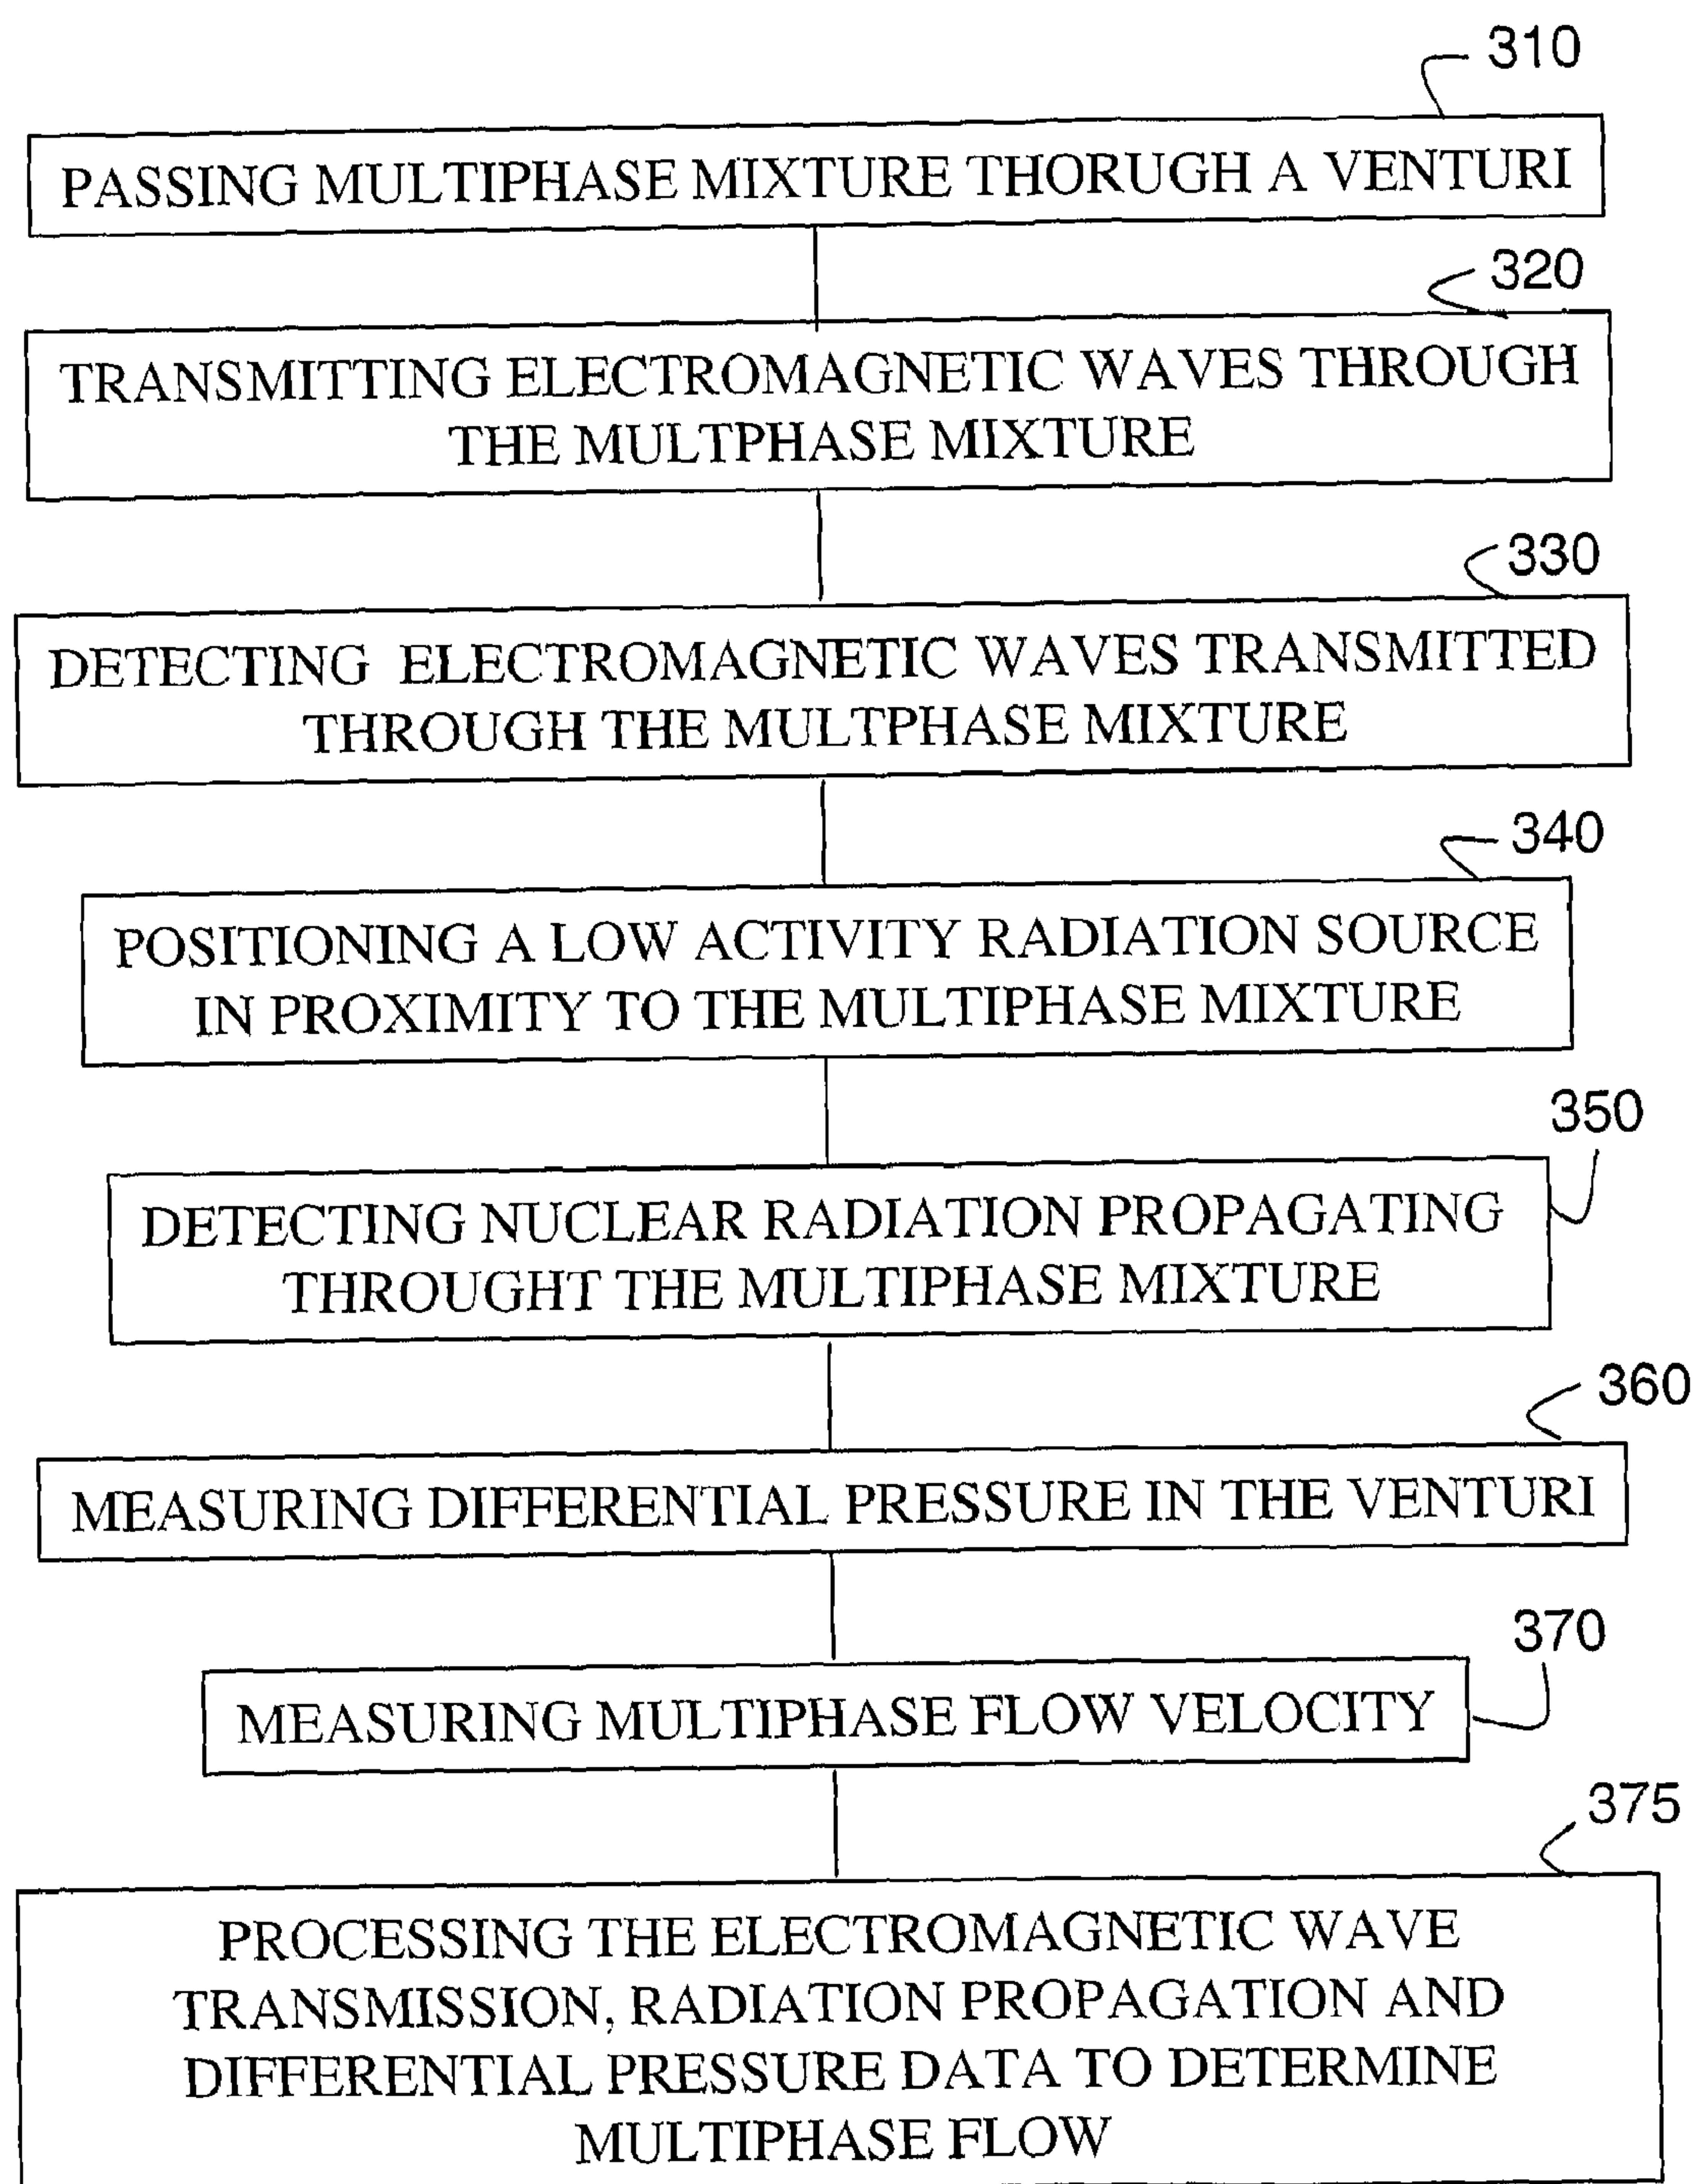 310
PASSING MULTIPHASE MIXTURE THORUGH A VENTURI
320
TRANSMITTING ELECTROMAGNETIC WAVES THROUGH
THE MULTPHASE MIXTURE
330
DETECTING ELECTROMAGNETIC WAVES TRANSMITTED
THROUGH THE MULTPHASE MIXTURE
340
POSITIONING A LOW ACTIVITY RADIATION SOURCE
IN PROXIMITY TO THE MULTIPHASE MIXTURE
350
DETECTING NUCLEAR RADIATION PROPAGATING
THROUGHT THE MULTIPHASE MIXTURE
360
MEASURING DIFFERENTIAL PRESSURE IN THE VENTURI
370
MEASURING MULTIPHASE FLOW VELOCITY
375
PROCESSING THE ELECTROMAGNETIC WAVE
TRANSMISSION, RADIATION PROPAGATION AND
DIFFERENTIAL PRESSURE DATA TO DETERMINE
MULTIPHASE FLOW